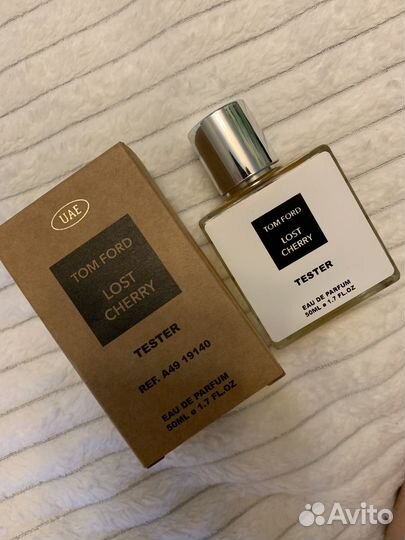 UAE
TOM FORD
LOST
CHERRY
TESTER
REF. A49 19140
EAU DE PARFUM
50ML ● 1.7 FL.OZ
TOM FORD
LOST
CHERRY
TESTER
EAU DE PARFUM
50ML ● 1.7 FL.OZ
Avito